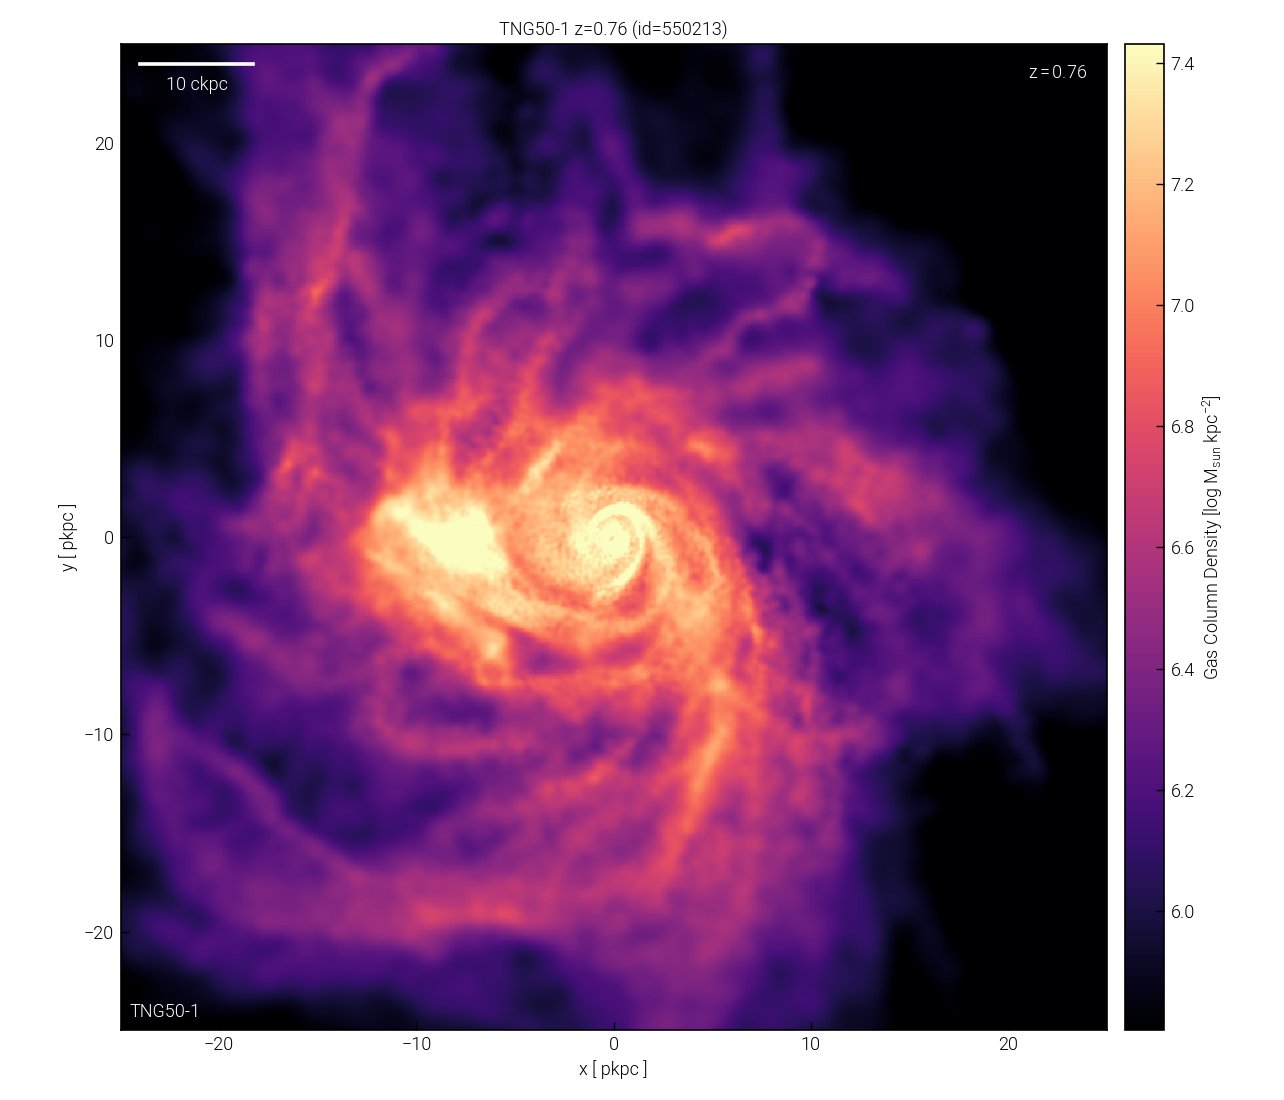 TNG50-1 z=0.76 (id=550213)
10 ckpc
z=0.76
TNG50-1
20
10
0
−10
−20
y [ pkpc ]
−20
−10
0
10
20
x [ pkpc ]
7.4
7.2
7.0
6.8
6.6
6.4
6.2
6.0
Gas Column Density [log M_sun kpc⁻²]